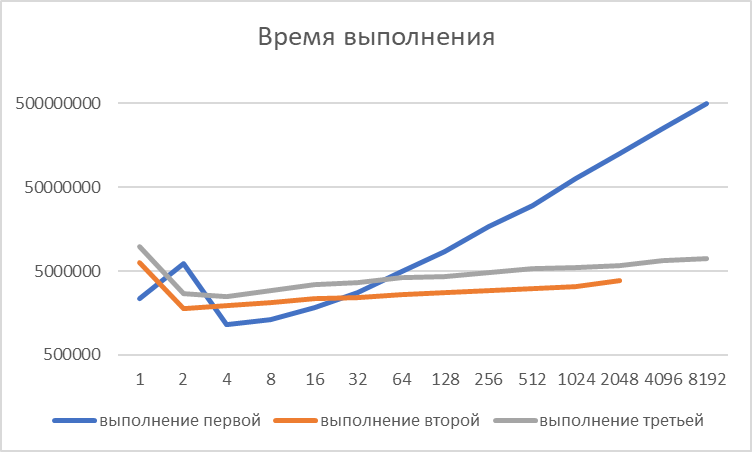 Время выполнения
500000000
50000000
5000000
500000
1 2 4 8 16 32 64 128 256 512 1024 2048 4096 8192
выполнение первой выполнение второй выполнение третьей